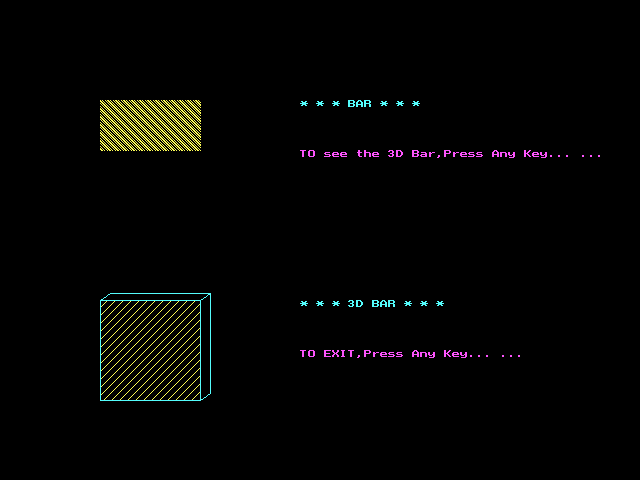 * * * BAR * * *
TO see the 3D Bar,Press Any Key... ...
* * * 3D BAR * * *
TO EXIT,Press Any Key... ...